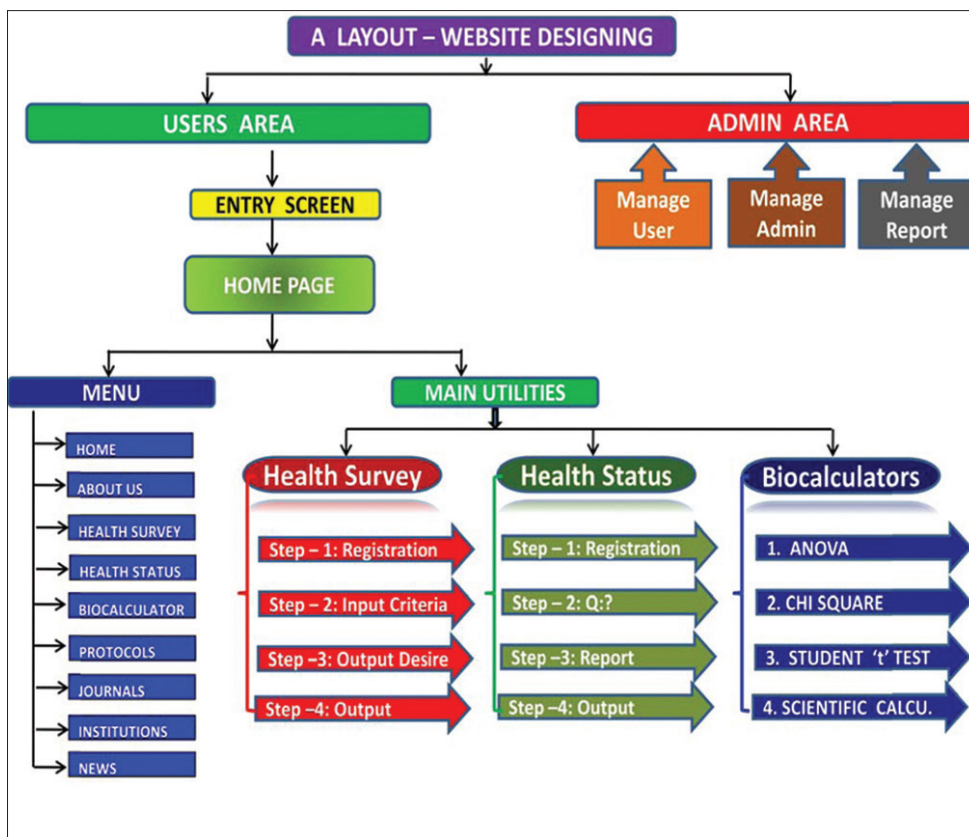 A LAYOUT – WEBSITE DESIGNING
USERS AREA
ADMIN AREA
Manage
User
Manage
Admin
Manage
Report
ENTRY SCREEN
HOME PAGE
MENU
MAIN UTILITIES
HOME
ABOUT US
HEALTH SURVEY
HEALTH STATUS
BIOCALCULATOR
PROTOCOLS
JOURNALS
INSTITUTIONS
NEWS
Health Survey
Step – 1: Registration
Step – 2: Input Criteria
Step –3: Output Desire
Step –4: Output
Health Status
Step – 1: Registration
Step – 2: Q:?
Step –3: Report
Step –4: Output
Biocalculators
1. ANOVA
2. CHI SQUARE
3. STUDENT ‘t’ TEST
4. SCIENTIFIC CALCU.